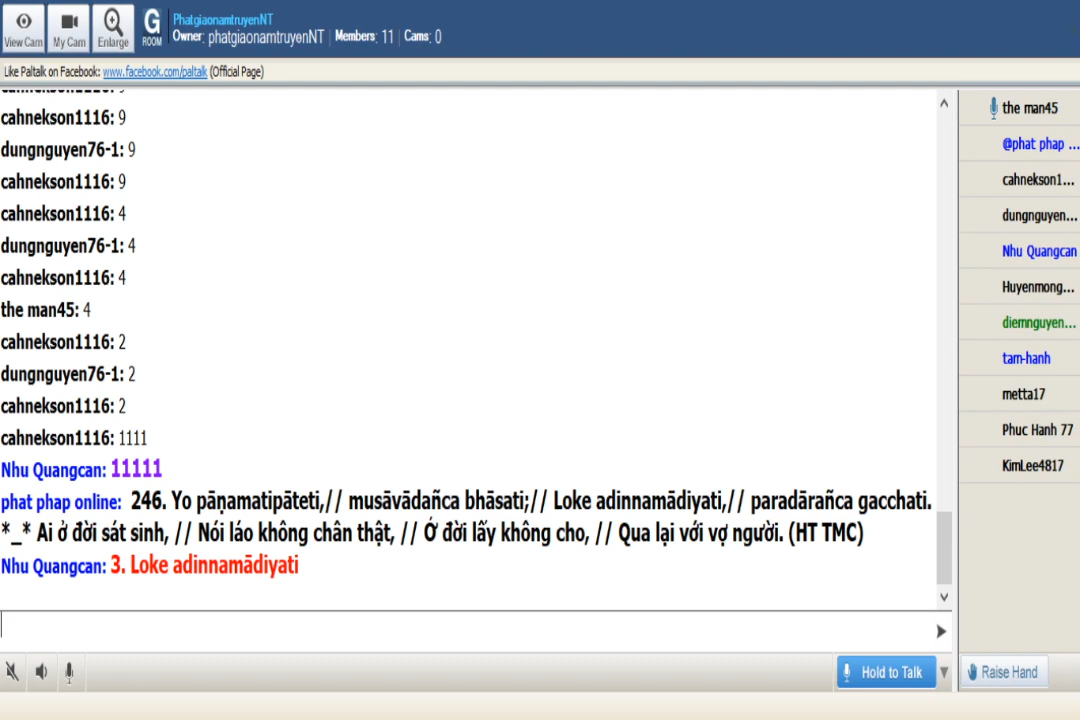 PhatgiaonamtruyenNT
View Cam My Cam Enlarge G ROOM Owner: phatgiaonamtruyenNT | Members: 11 | Cams: 0
Like Paltalk on Facebook: www.facebook.com/paltalk (Official Page)
cahnekson1116: 9
cahnekson1116: 9
dungnguyen76-1: 9
cahnekson1116: 9
cahnekson1116: 4
dungnguyen76-1: 4
cahnekson1116: 4
the man45: 4
cahnekson1116: 2
dungnguyen76-1: 2
cahnekson1116: 2
cahnekson1116: 1111
Nhu Quangcan: 11111
phat phap online: 246. Yo pāṇamatipāteti,// musāvādañca bhāsati;// Loke adinnamādiyati,// paradārañca gacchati.
*_* Ai ở đời sát sinh, // Nói láo không chân thật, // Ở đời lấy không cho, // Qua lại với vợ người. (HT TMC)
Nhu Quangcan: 3. Loke adinnamādiyati
the man45
@phat phap ...
cahnekson1...
dungnguyen...
Nhu Quangcan
Huyenmong...
diemnguyen...
tam-hanh
metta17
Phuc Hanh 77
KimLee4817
Hold to Talk
Raise Hand